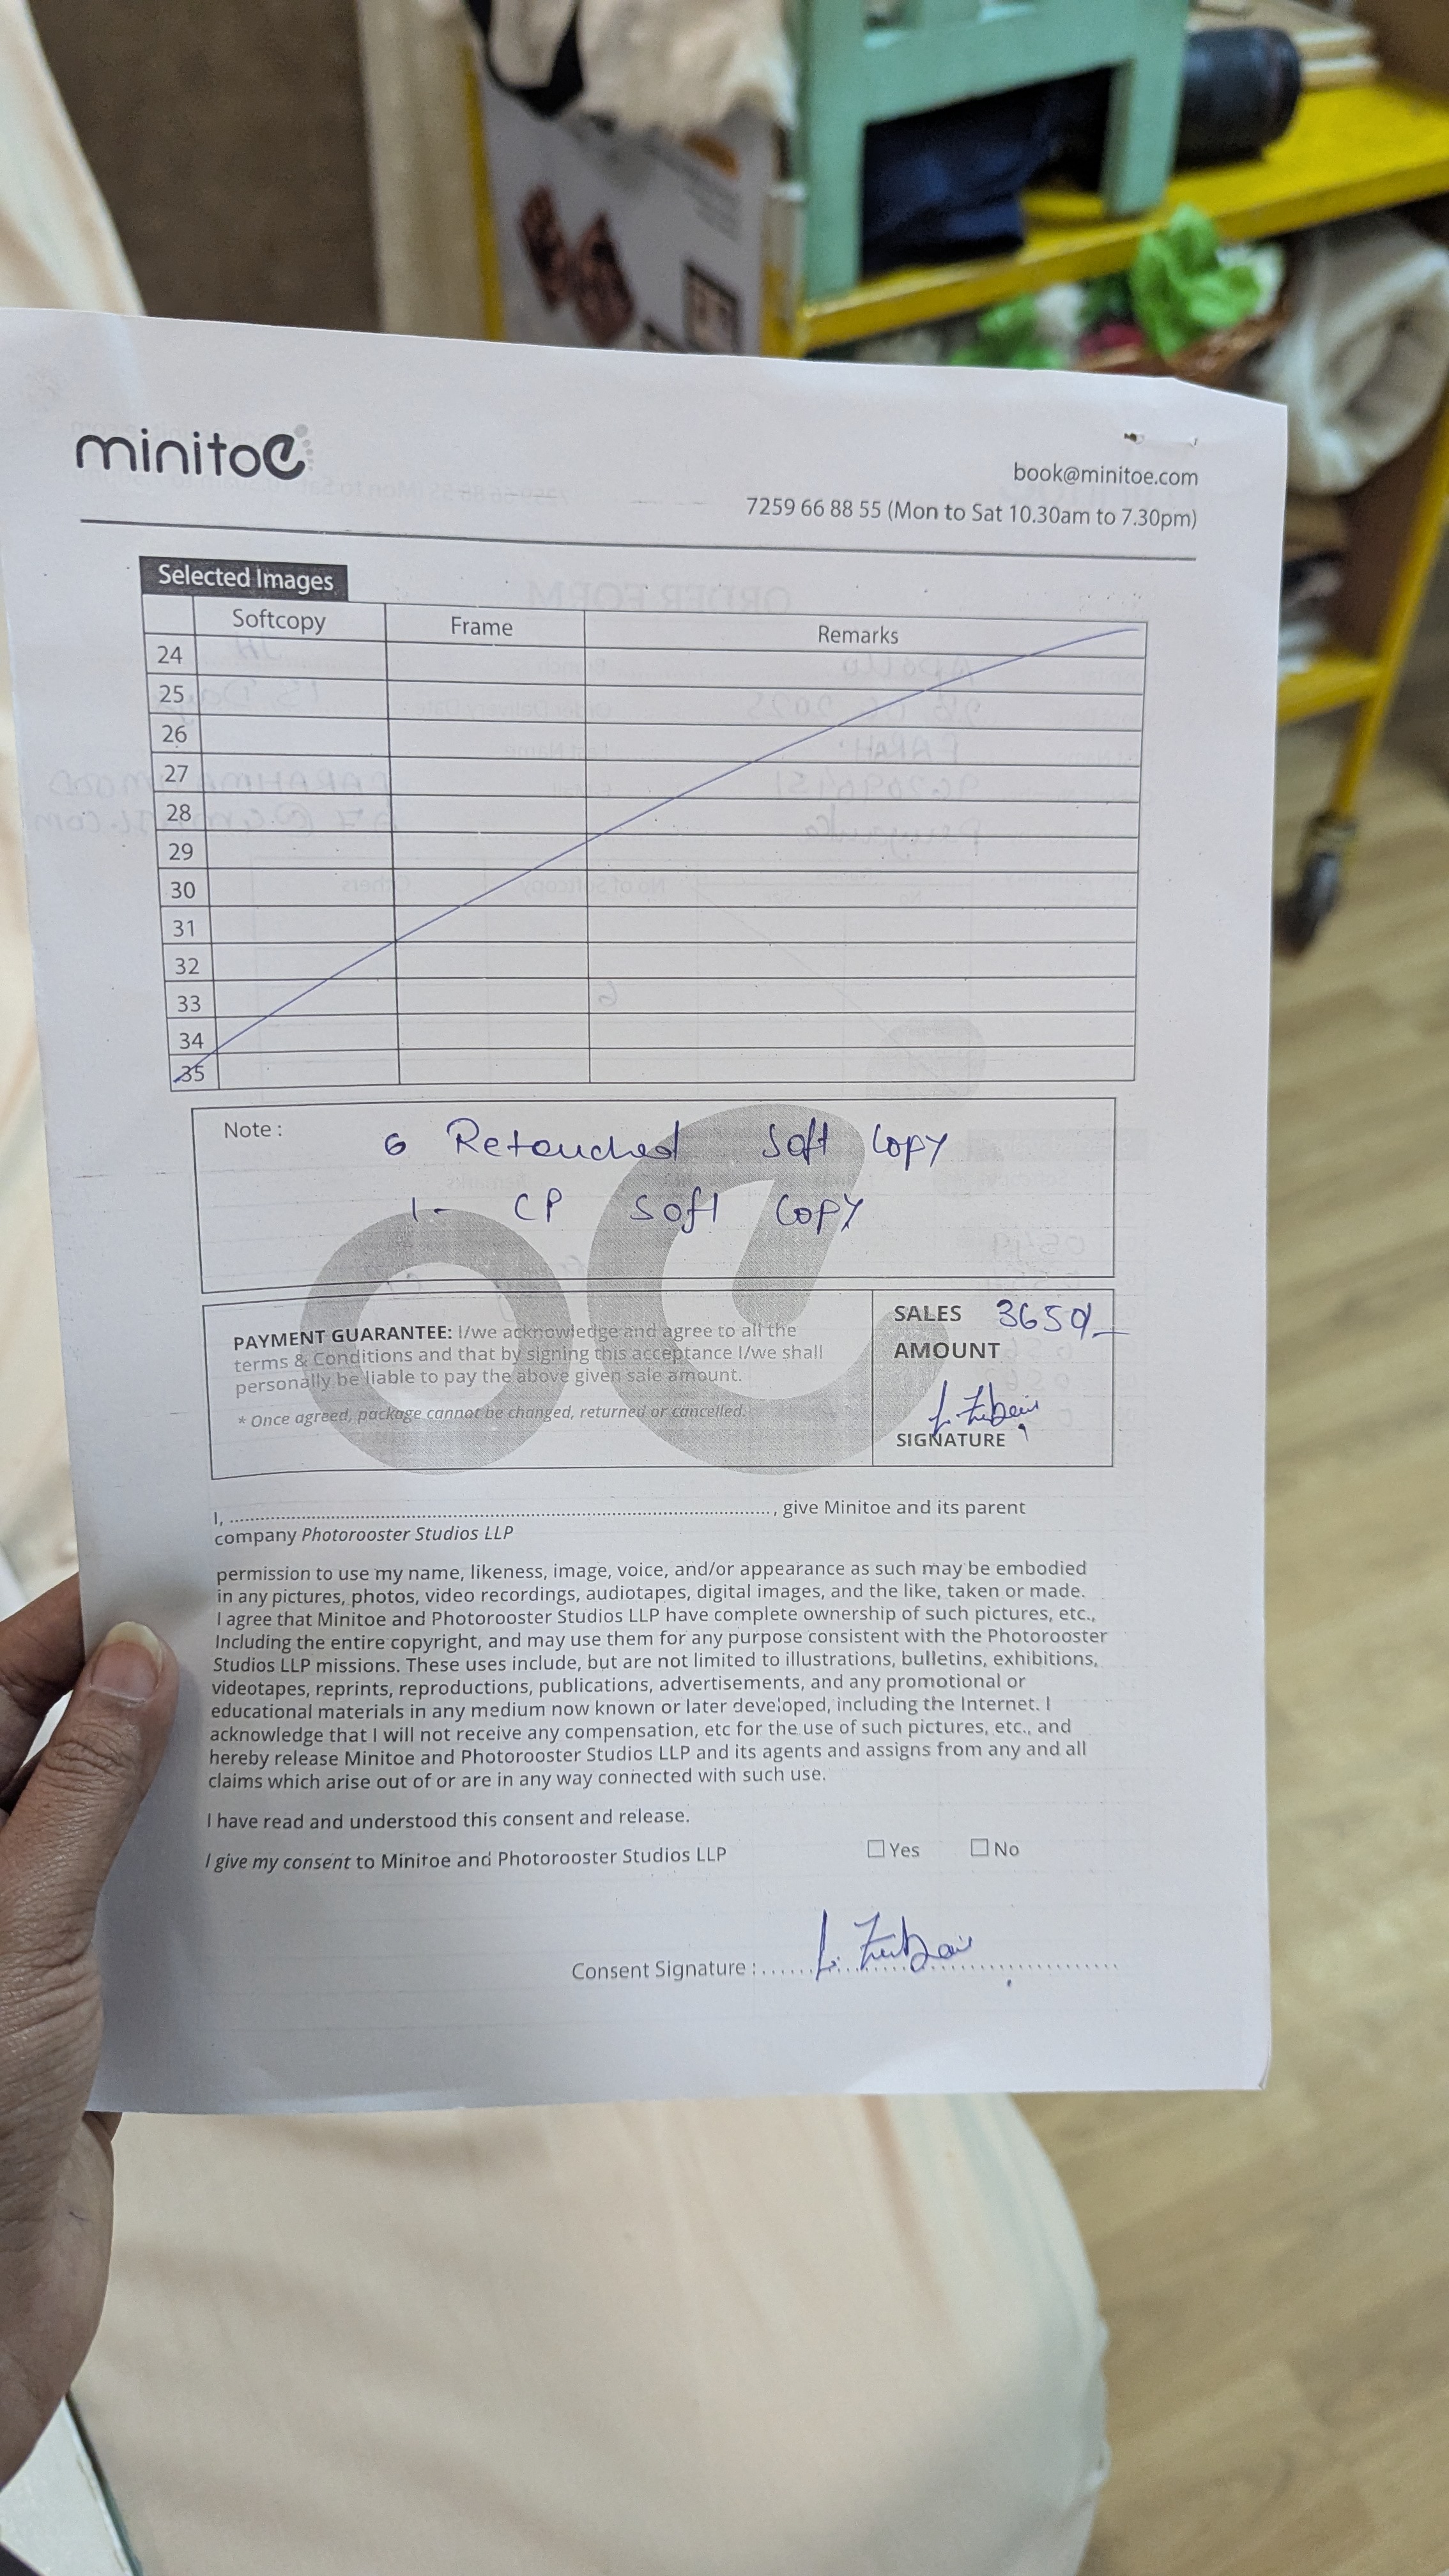 minitoe
book@minitoe.com
7259 66 88 55 (Mon to Sat 10.30am to 7.30pm)
Selected Images
Softcopy Frame Remarks
24
25
26
27
28
29
30
31
32
33
34
35
Note :
6 Retouched Soft Copy
1- CP Soft Copy
PAYMENT GUARANTEE: I/we acknowledge and agree to all the
terms & Conditions and that by signing this acceptance I/we shall
personally be liable to pay the above given sale amount.
* Once agreed, package cannot be changed, returned or cancelled.
SALES 3650/-
AMOUNT
SIGNATURE
I, ...................................................., give Minitoe and its parent
company Photorooster Studios LLP
permission to use my name, likeness, image, voice, and/or appearance as such may be embodied
in any pictures, photos, video recordings, audiotapes, digital images, and the like, taken or made.
I agree that Minitoe and Photorooster Studios LLP have complete ownership of such pictures, etc.,
Including the entire copyright, and may use them for any purpose consistent with the Photorooster
Studios LLP missions. These uses include, but are not limited to illustrations, bulletins, exhibitions,
videotapes, reprints, reproductions, publications, advertisements, and any promotional or
educational materials in any medium now known or later developed, including the Internet. I
acknowledge that I will not receive any compensation, etc for the use of such pictures, etc., and
hereby release Minitoe and Photorooster Studios LLP and its agents and assigns from any and all
claims which arise out of or are in any way connected with such use.
I have read and understood this consent and release.
I give my consent to Minitoe and Photorooster Studios LLP Yes No
Consent Signature :